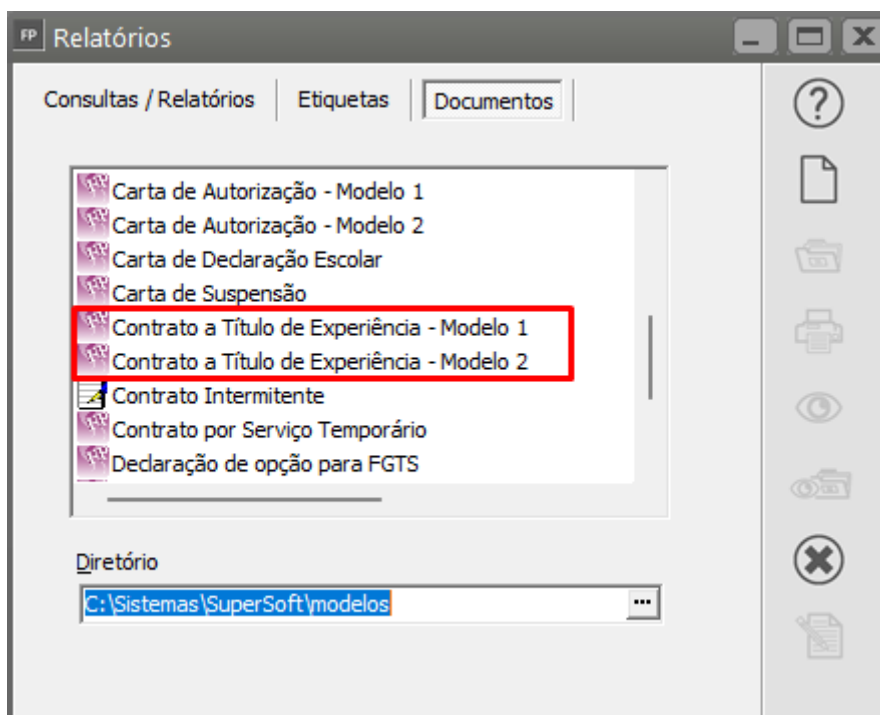 FP Relatórios
Consultas / Relatórios Etiquetas Documentos
Carta de Autorização - Modelo 1
Carta de Autorização - Modelo 2
Carta de Declaração Escolar
Carta de Suspensão
Contrato a Título de Experiência - Modelo 1
Contrato a Título de Experiência - Modelo 2
Contrato Intermitente
Contrato por Serviço Temporário
Declaração de opção para FGTS
Diretório
C:\Sistemas\SuperSoft\modelos ...